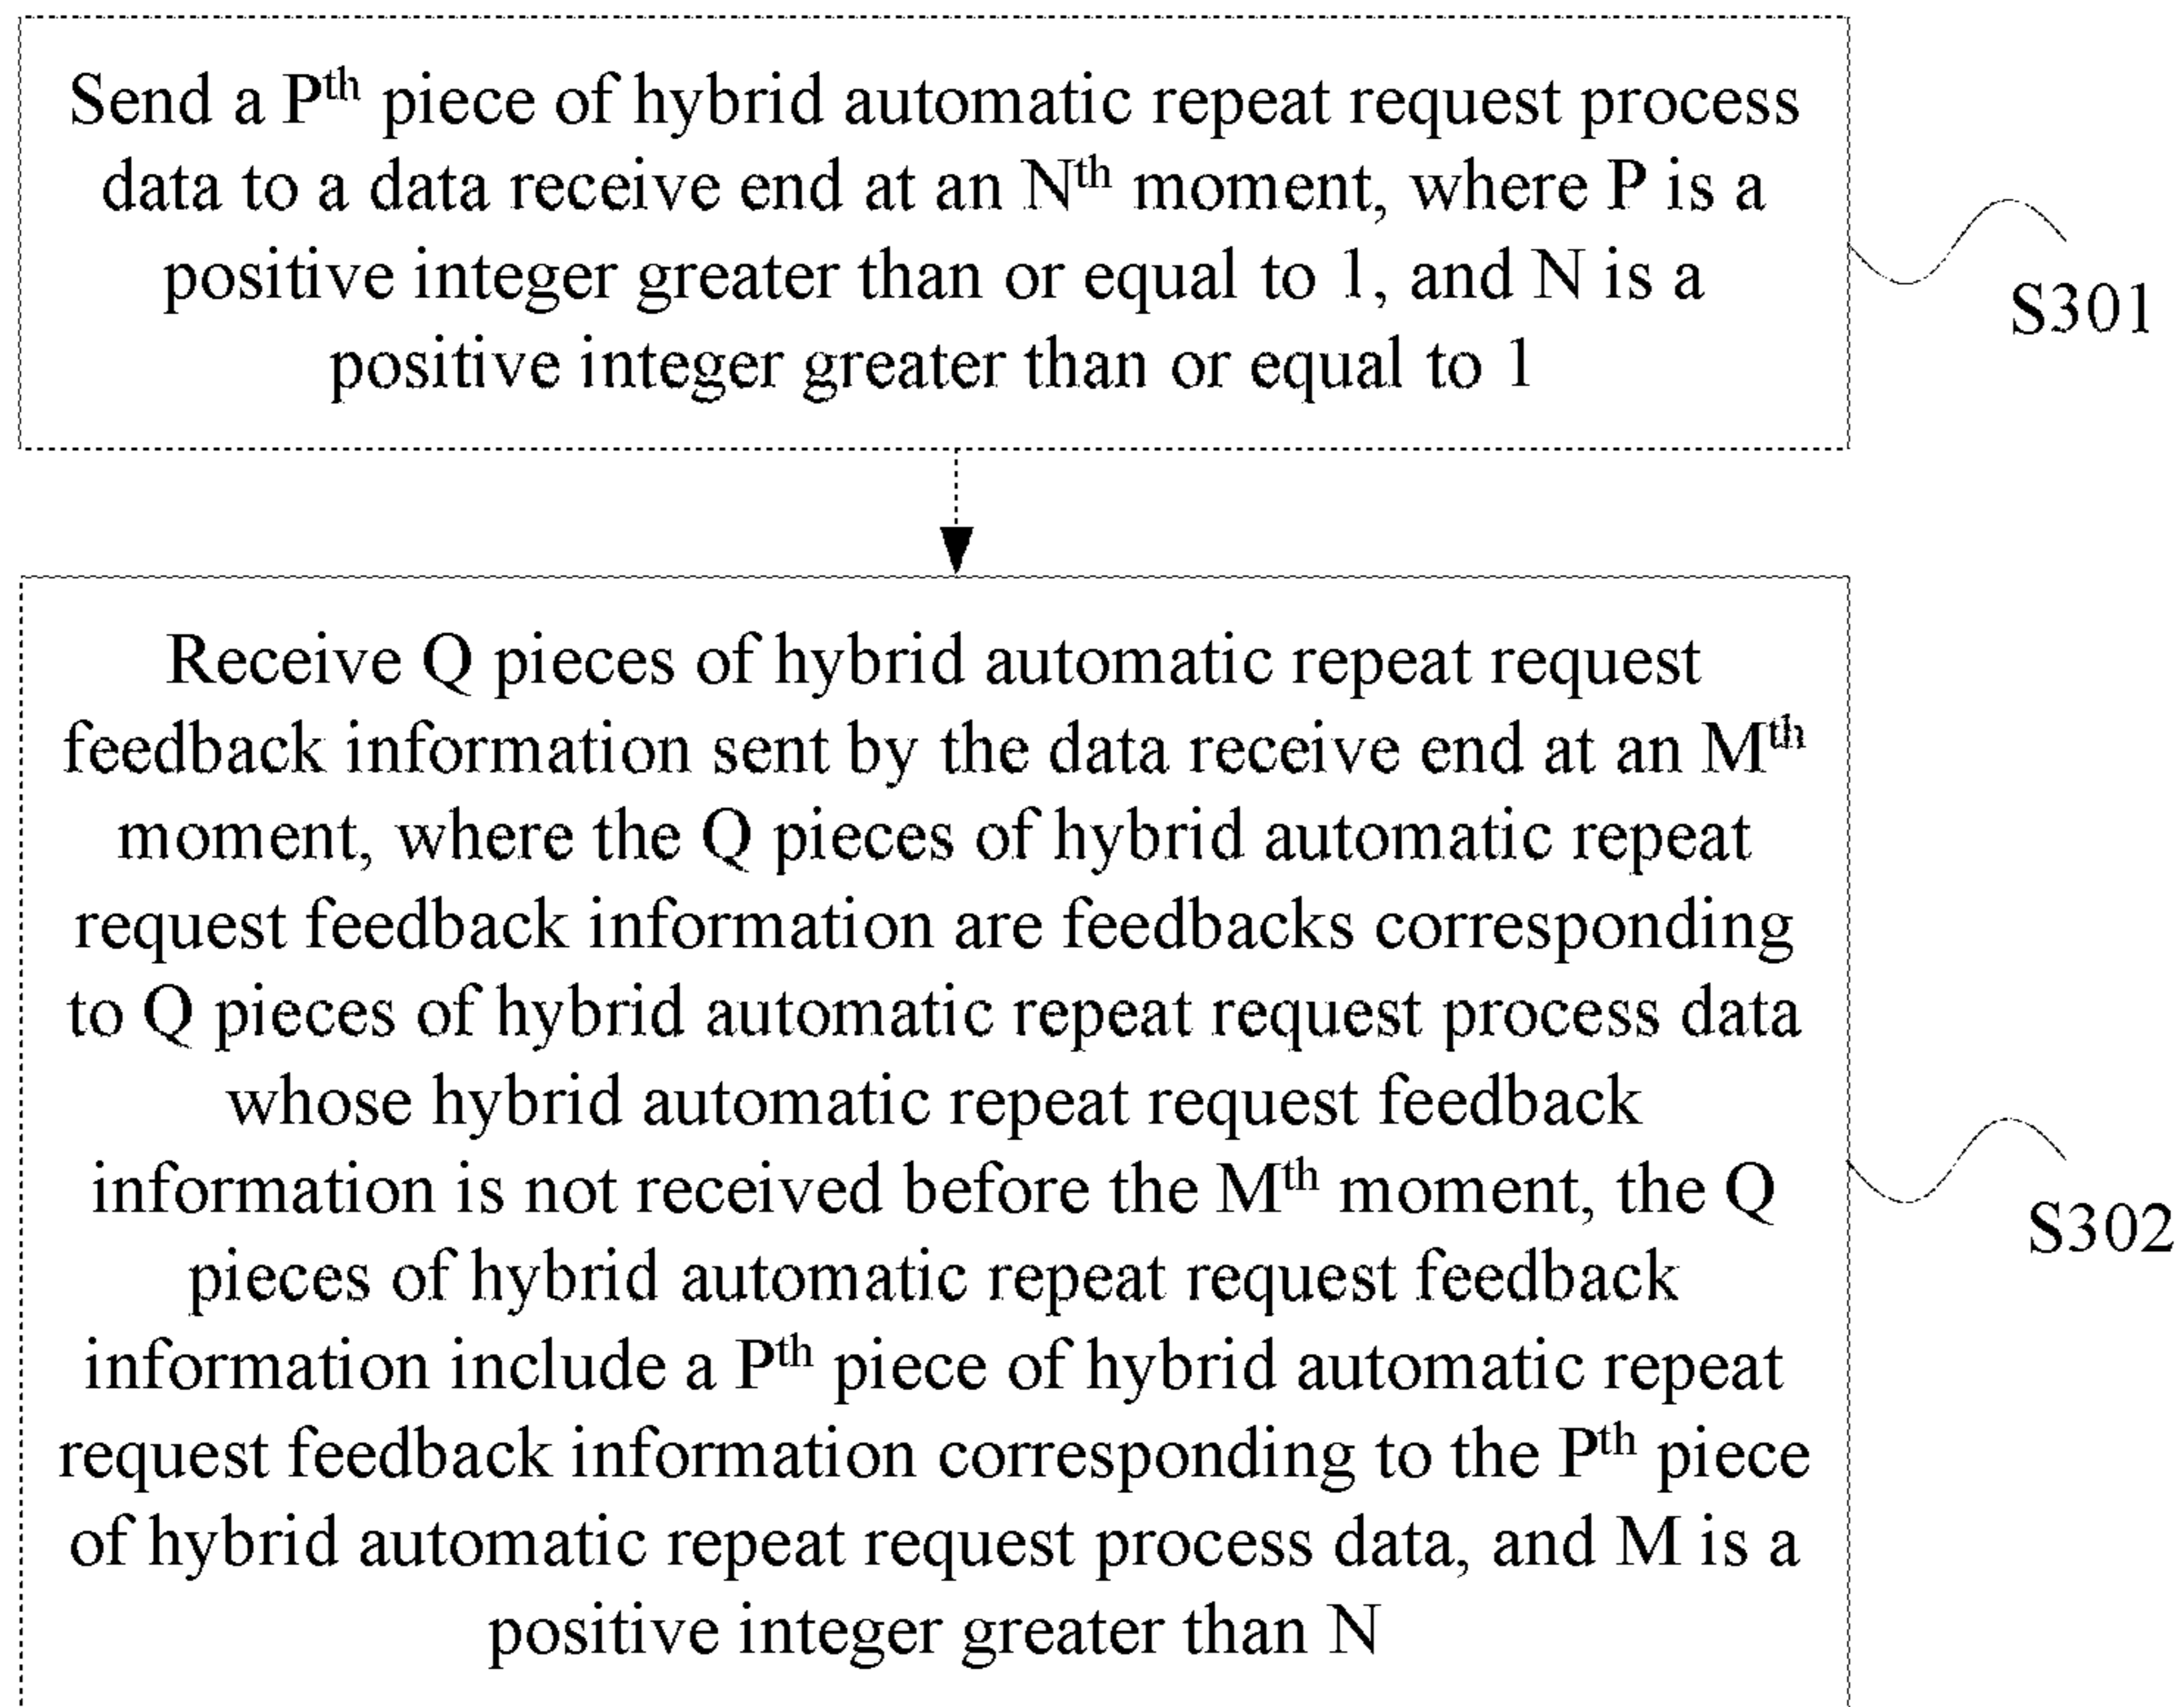 Send a Pth piece of hybrid automatic repeat request process
data to a data receive end at an Nth moment, where P is a
positive integer greater than or equal to 1, and N is a
positive integer greater than or equal to 1
S301
Receive Q pieces of hybrid automatic repeat request
feedback information sent by the data receive end at an Mth
moment, where the Q pieces of hybrid automatic repeat
request feedback information are feedbacks corresponding
to Q pieces of hybrid automatic repeat request process data
whose hybrid automatic repeat request feedback
information is not received before the Mth moment, the Q
pieces of hybrid automatic repeat request feedback
information include a Pth piece of hybrid automatic repeat
request feedback information corresponding to the Pth piece
of hybrid automatic repeat request process data, and M is a
positive integer greater than N
S302